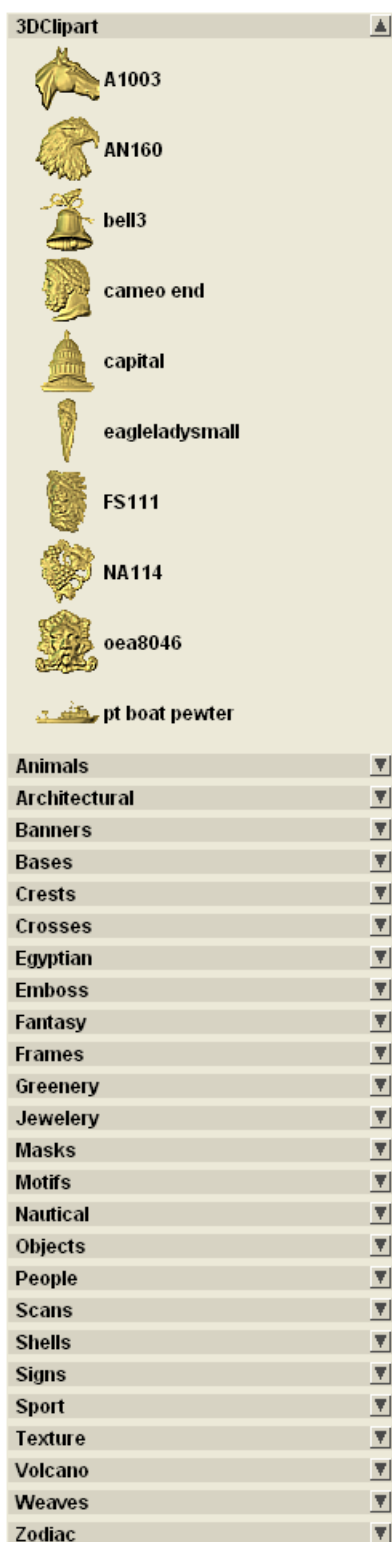 3DClipart
A1003
AN160
bell3
cameo end
capital
eagleladysmall
FS111
NA114
oea8046
pt boat pewter
Animals
Architectural
Banners
Bases
Crests
Crosses
Egyptian
Emboss
Fantasy
Frames
Greenery
Jewelery
Masks
Motifs
Nautical
Objects
People
Scans
Shells
Signs
Sport
Texture
Volcano
Weaves
Zodiac